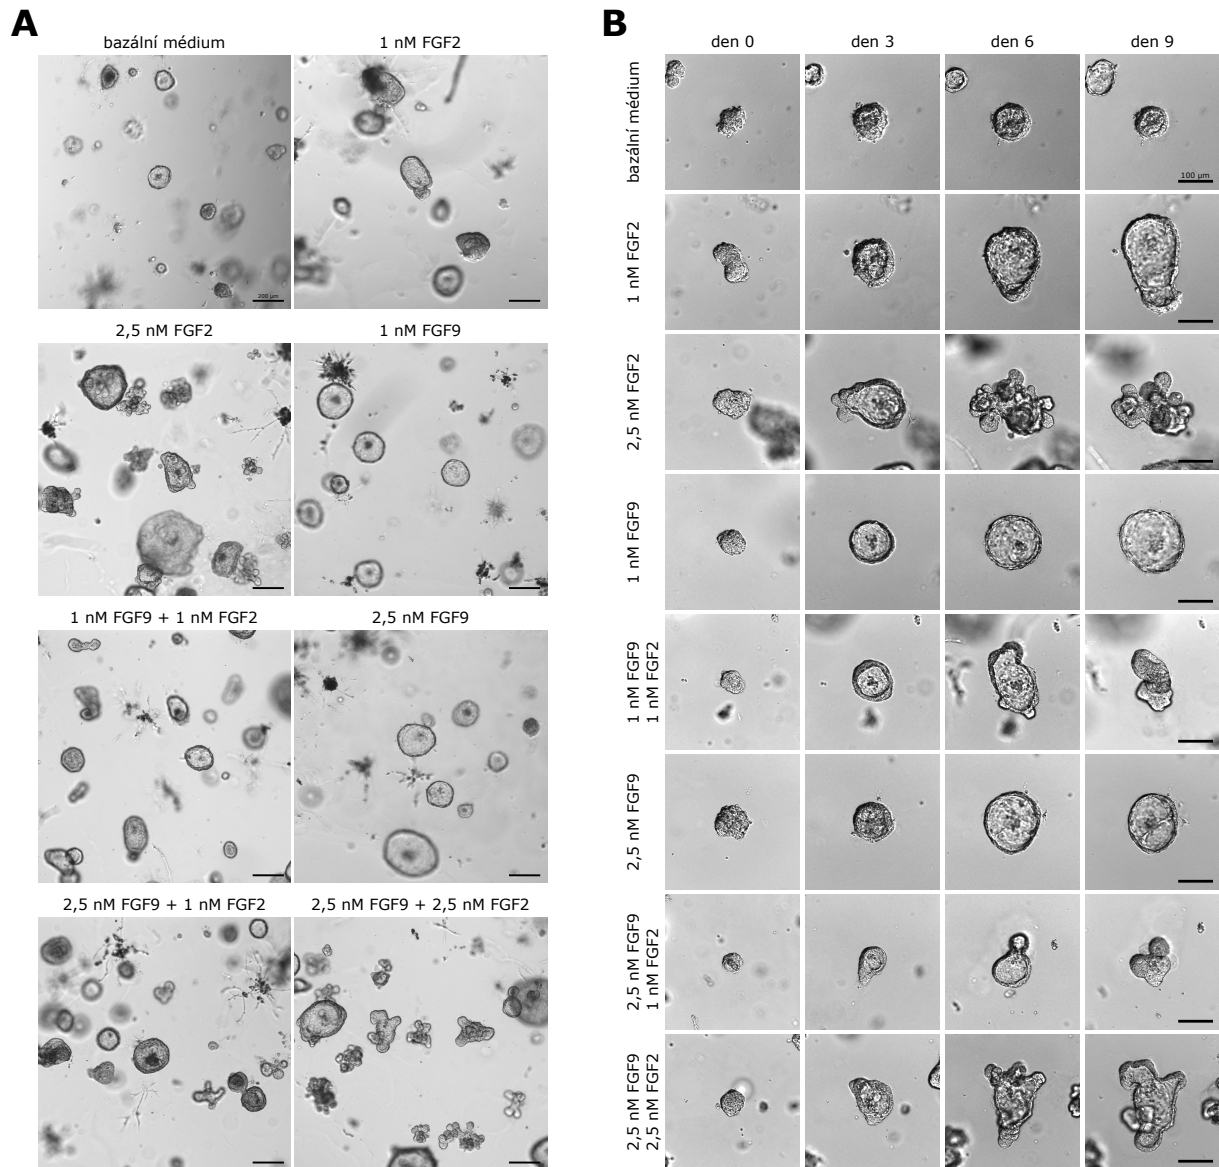 A
bazální médium
1 nM FGF2
200 µm
2,5 nM FGF2
1 nM FGF9
1 nM FGF9 + 1 nM FGF2
2,5 nM FGF9
2,5 nM FGF9 + 1 nM FGF2
2,5 nM FGF9 + 2,5 nM FGF2
B
den 0
den 3
den 6
den 9
bazální médium
100 µm
1 nM FGF2
2,5 nM FGF2
1 nM FGF9
1 nM FGF9
1 nM FGF2
2,5 nM FGF9
2,5 nM FGF9
1 nM FGF2
2,5 nM FGF9
2,5 nM FGF2